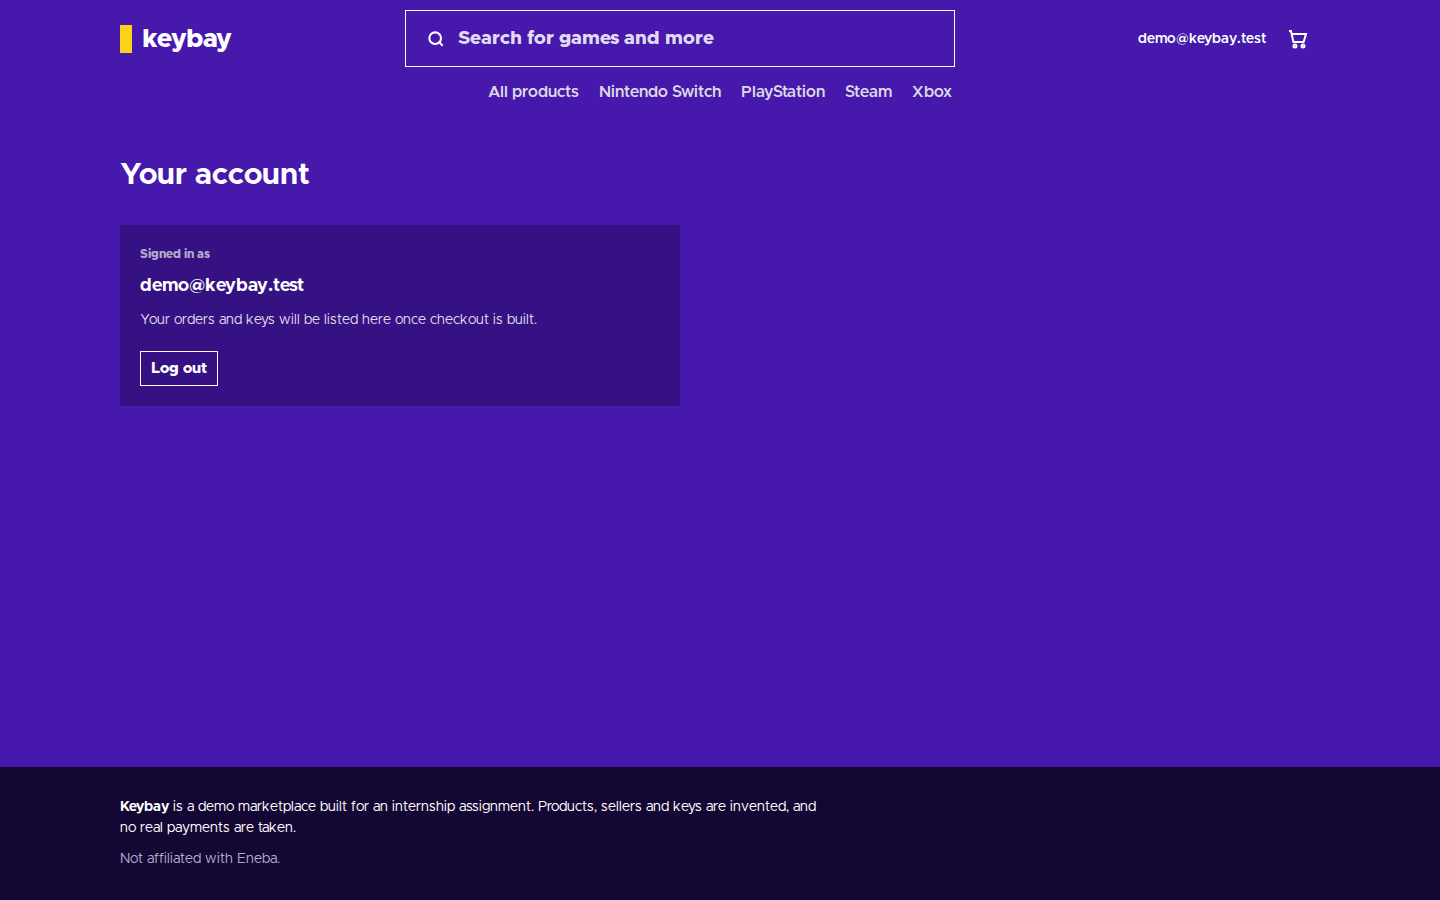 keybay
Search for games and more
demo@keybay.test
All products Nintendo Switch PlayStation Steam Xbox
Your account
Signed in as
demo@keybay.test
Your orders and keys will be listed here once checkout is built.
Log out
Keybay is a demo marketplace built for an internship assignment. Products, sellers and keys are invented, and
no real payments are taken.
Not affiliated with Eneba.